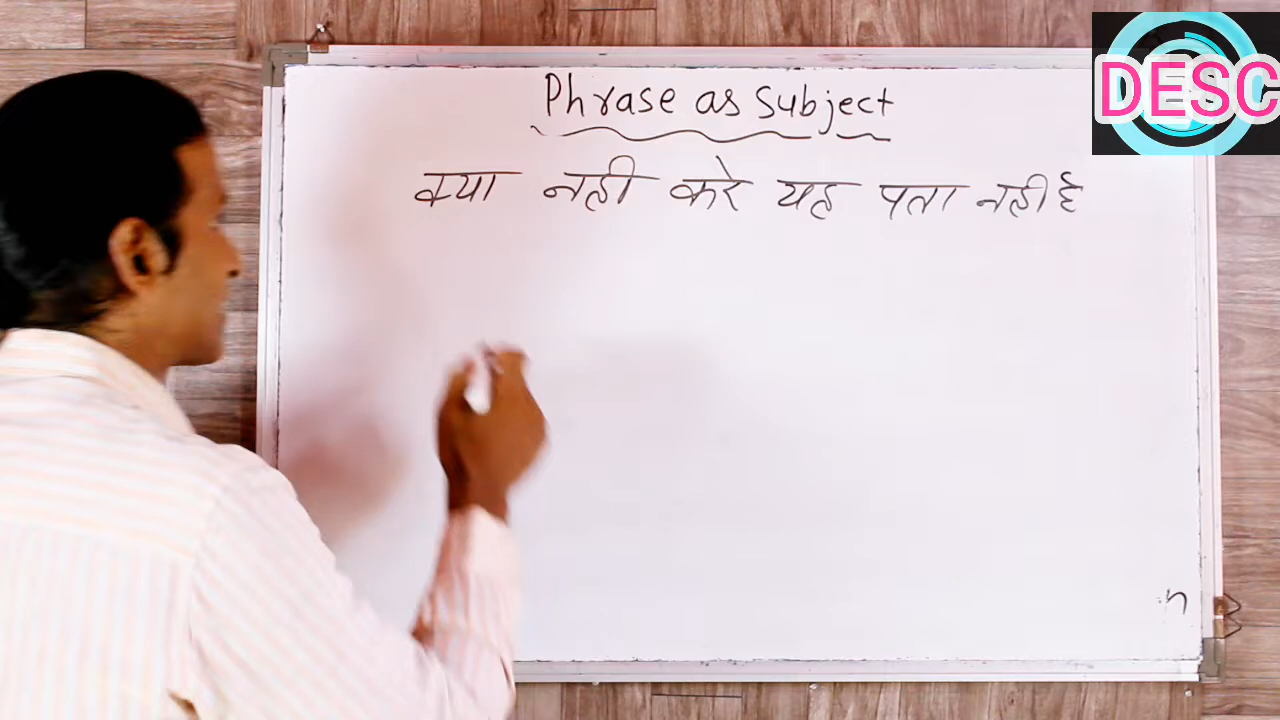 Phrase as Subject
DESC
क्या नही करे यह पता नही है